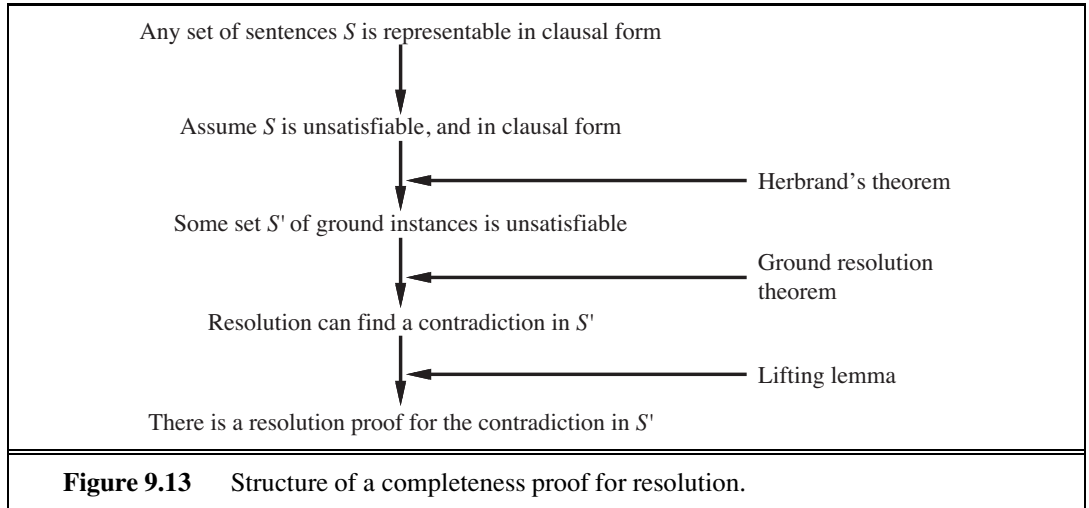 Any set of sentences S is representable in clausal form
Assume S is unsatisfiable, and in clausal form
Herbrand's theorem
Some set S' of ground instances is unsatisfiable
Ground resolution
theorem
Resolution can find a contradiction in S'
Lifting lemma
There is a resolution proof for the contradiction in S'
Figure 9.13 Structure of a completeness proof for resolution.